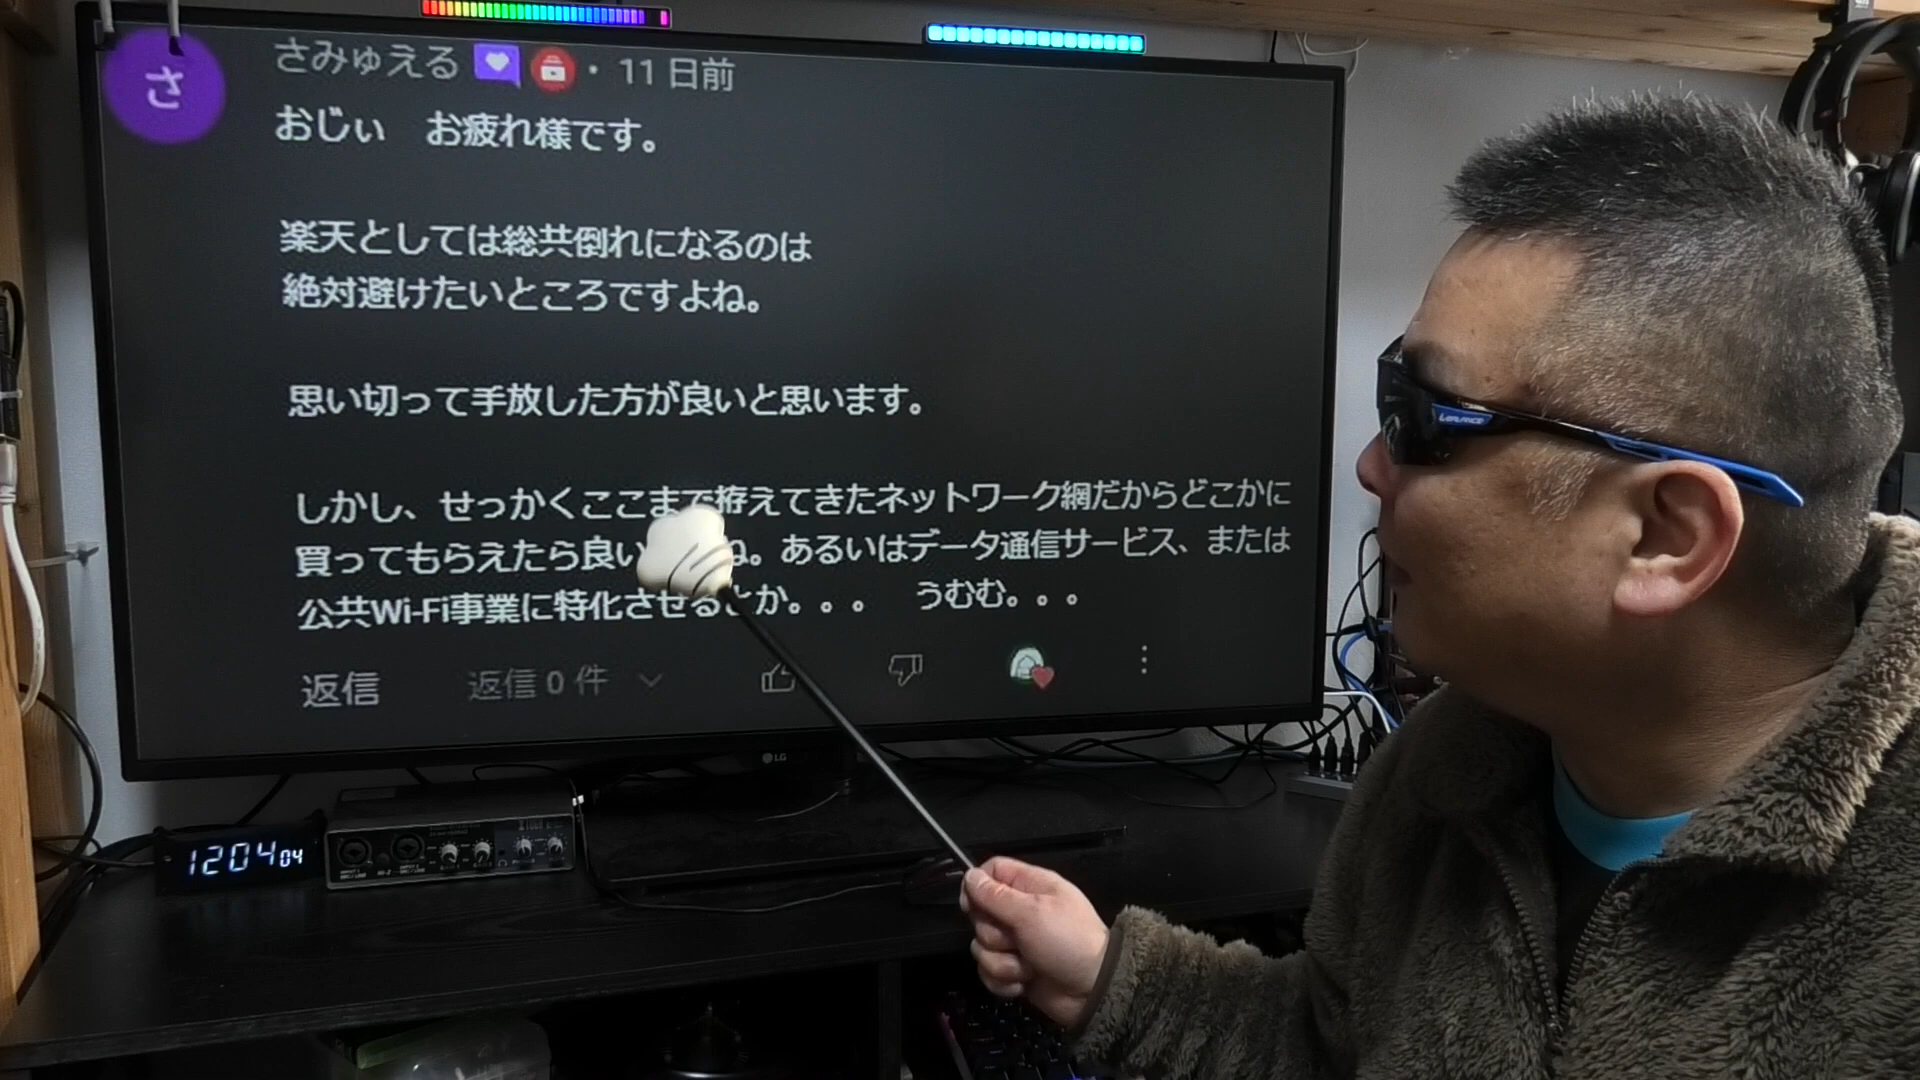 さ
さみゅえる ・ 11 日前
おじぃ　お疲れ様です。
楽天としては総共倒れになるのは
絶対避けたいところですよね。
思い切って手放した方が良いと思います。
しかし、せっかくここまで拵えてきたネットワーク網だからどこかに
買ってもらえたら良い ね。あるいはデータ通信サービス、または
公共Wi-Fi事業に特化させるとか。。。　うむむ。。。
返信
返信 0 件
LG
120404